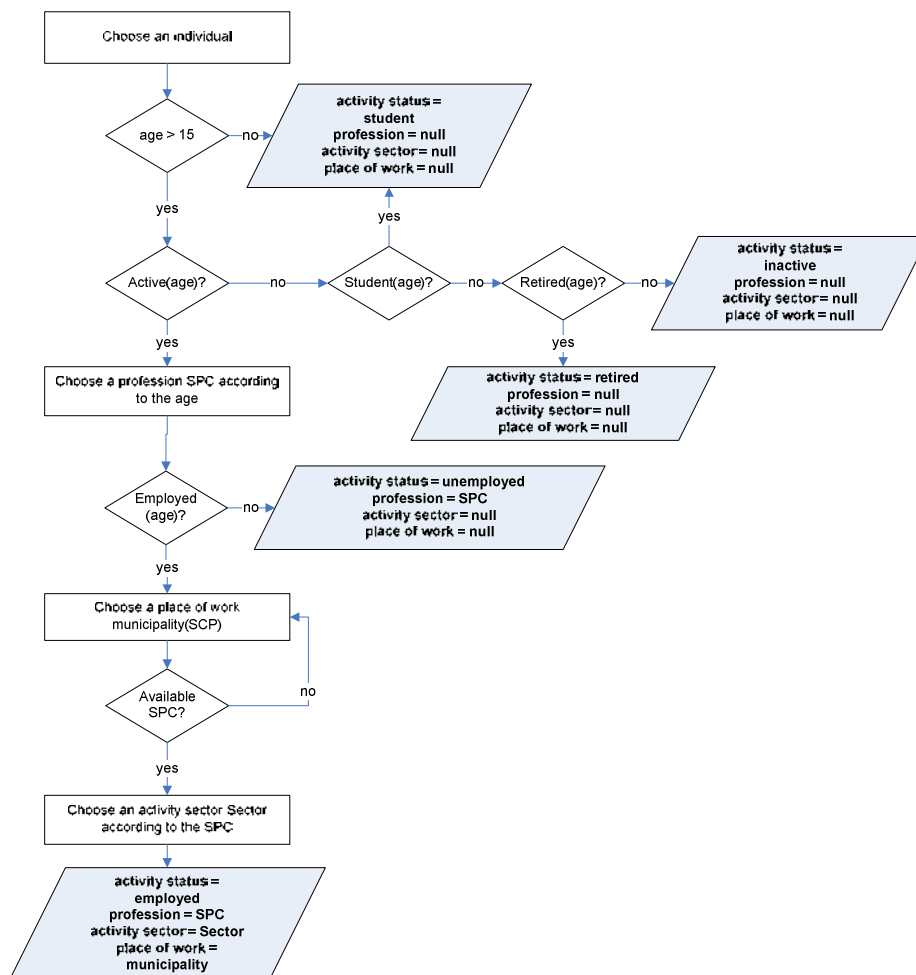 Choose an individual
age > 15
no
activity status =
student
profession = null
activity sector = null
place of work = null
yes
yes
Active(age)?
no
Student(age)?
no
Retired(age)?
no
activity status =
inactive
profession = null
activity sector = null
place of work = null
yes
yes
Choose a profession SPC according
to the age
activity status = retired
profession = null
activity sector = null
place of work = null
Employed
(age)?
no
activity status = unemployed
profession = SPC
activity sector = null
place of work = null
yes
Choose a place of work
municipality(SCP)
no
Available
SPC?
yes
Choose an activity sector Sector
according to the SPC
activity status =
employed
profession = SPC
activity sector = Sector
place of work =
municipality